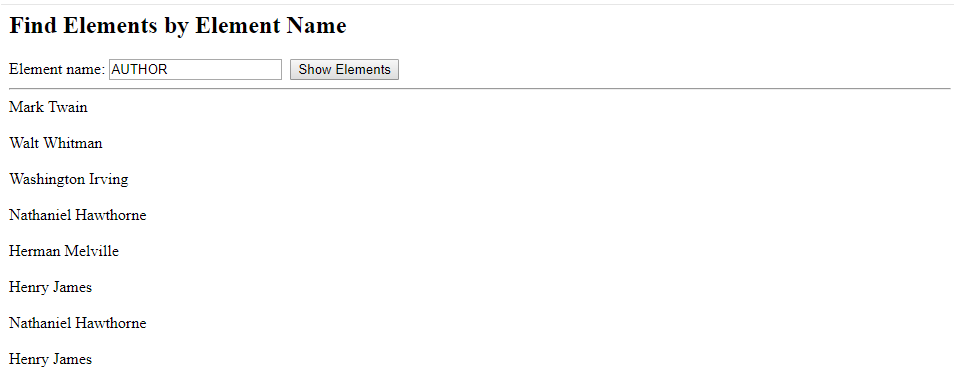 Find Elements by Element Name
Element name: AUTHOR Show Elements
Mark Twain
Walt Whitman
Washington Irving
Nathaniel Hawthorne
Herman Melville
Henry James
Nathaniel Hawthorne
Henry James